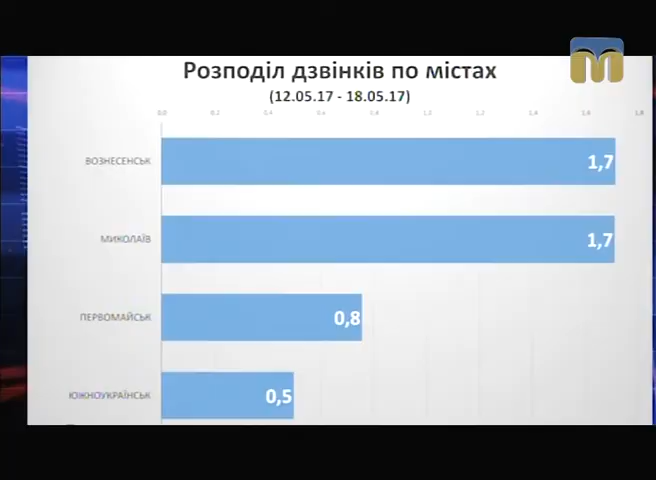 Розподіл дзвінків по містах
(12.05.17 - 18.05.17)
0,0 0,2 0,4 0,6 0,8 1,0 1,2 1,4 1,6 1,8
ВОЗНЕСЕНСЬК 1,7
МИКОЛАЇВ 1,7
ПЕРВОМАЙСЬК 0,8
ЮЖНОУКРАЇНСЬК 0,5